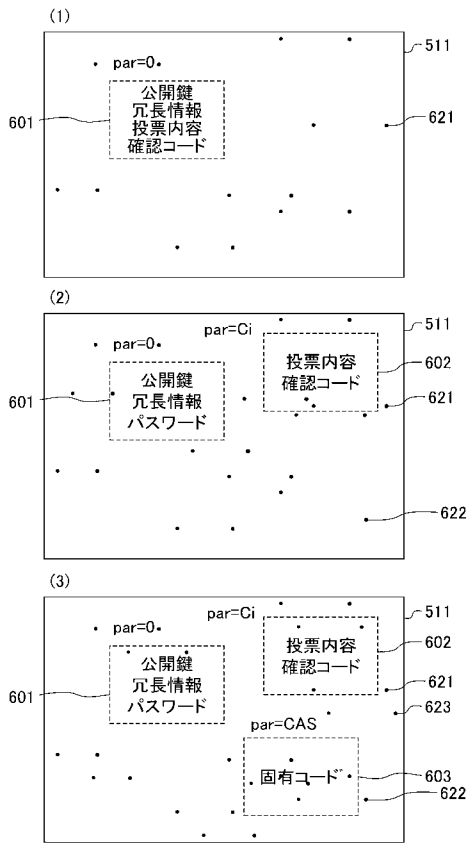 (1)
511
par=0
601
公開鍵
冗長情報
投票内容
確認コード
621
(2)
par=Ci
511
par=0
投票内容
確認コード
602
601
公開鍵
冗長情報
パスワード
621
622
(3)
par=Ci
511
par=0
投票内容
確認コード
602
601
公開鍵
冗長情報
パスワード
621
623
par=CAS
固有コード
603
622